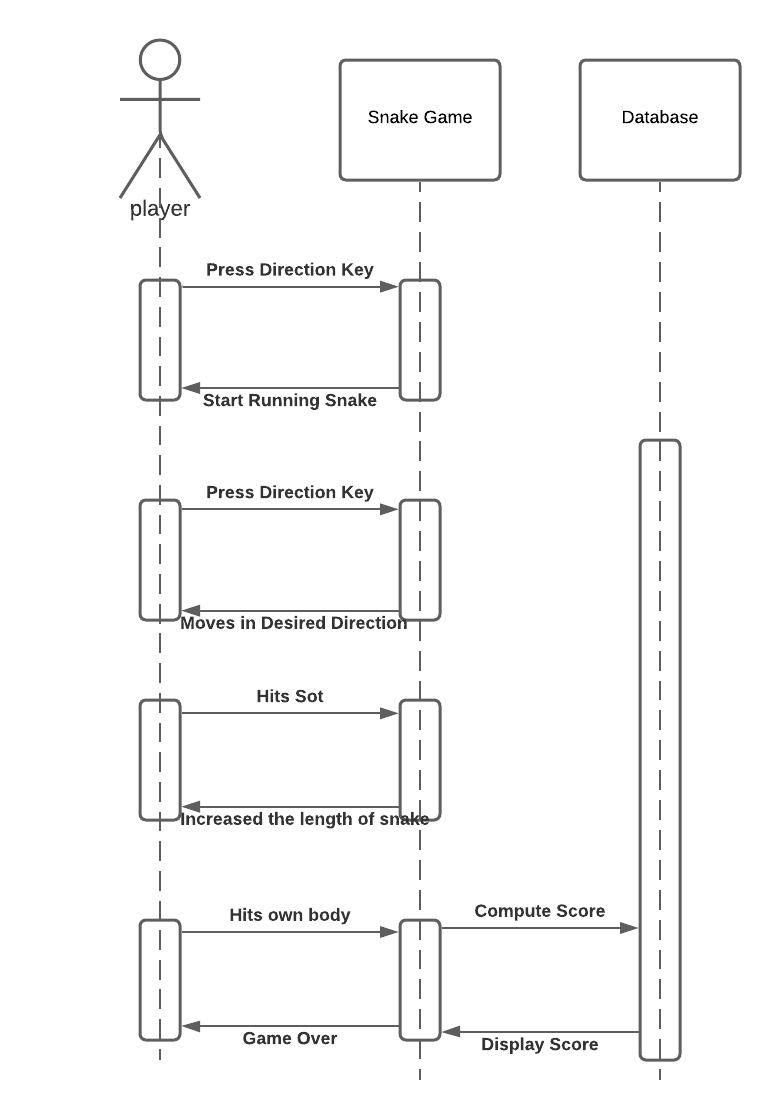 player
Snake Game
Database
Press Direction Key
Start Running Snake
Press Direction Key
Moves in Desired Direction
Hits Sot
Increased the length of snake
Hits own body
Compute Score
Game Over
Display Score